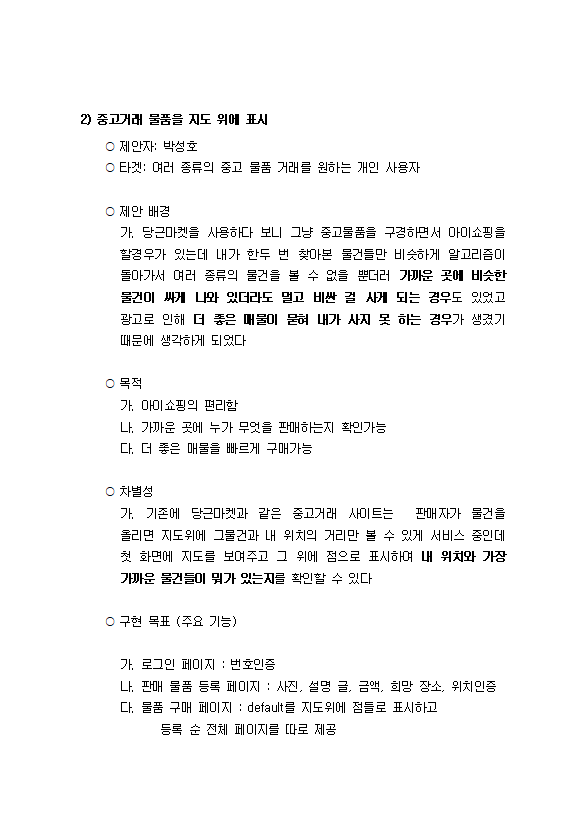 2) 중고거래 물품을 지도 위에 표시
○ 제안자: 박성호
○ 타겟: 여러 종류의 중고 물품 거래를 원하는 개인 사용자
○ 제안 배경
가. 당근마켓을 사용하다 보니 그냥 중고물품을 구경하면서 아이쇼핑을
할경우가 있는데 내가 한두 번 찾아본 물건들만 비슷하게 알고리즘이
돌아가서 여러 종류의 물건을 볼 수 없을 뿐더러 가까운 곳에 비슷한
물건이 싸게 나와 있더라도 멀고 비싼 걸 사게 되는 경우도 있었고
광고로 인해 더 좋은 매물이 묻혀 내가 사지 못 하는 경우가 생겼기
때문에 생각하게 되었다
○ 목적
가. 아이쇼핑의 편리함
나. 가까운 곳에 누가 무엇을 판매하는지 확인가능
다. 더 좋은 매물을 빠르게 구매가능
○ 차별성
가. 기존에 당근마켓과 같은 중고거래 사이트는 판매자가 물건을
올리면 지도위에 그물건과 내 위치의 거리만 볼 수 있게 서비스 중인데
첫 화면에 지도를 보여주고 그 위에 점으로 표시하여 내 위치와 가장
가까운 물건들이 뭐가 있는지를 확인할 수 있다
○ 구현 목표 (주요 기능)
가. 로그인 페이지 : 번호인증
나. 판매 물품 등록 페이지 : 사진, 설명 글, 금액, 희망 장소, 위치인증
다. 물품 구매 페이지 : default를 지도위에 점들로 표시하고
등록 순 전체 페이지를 따로 제공